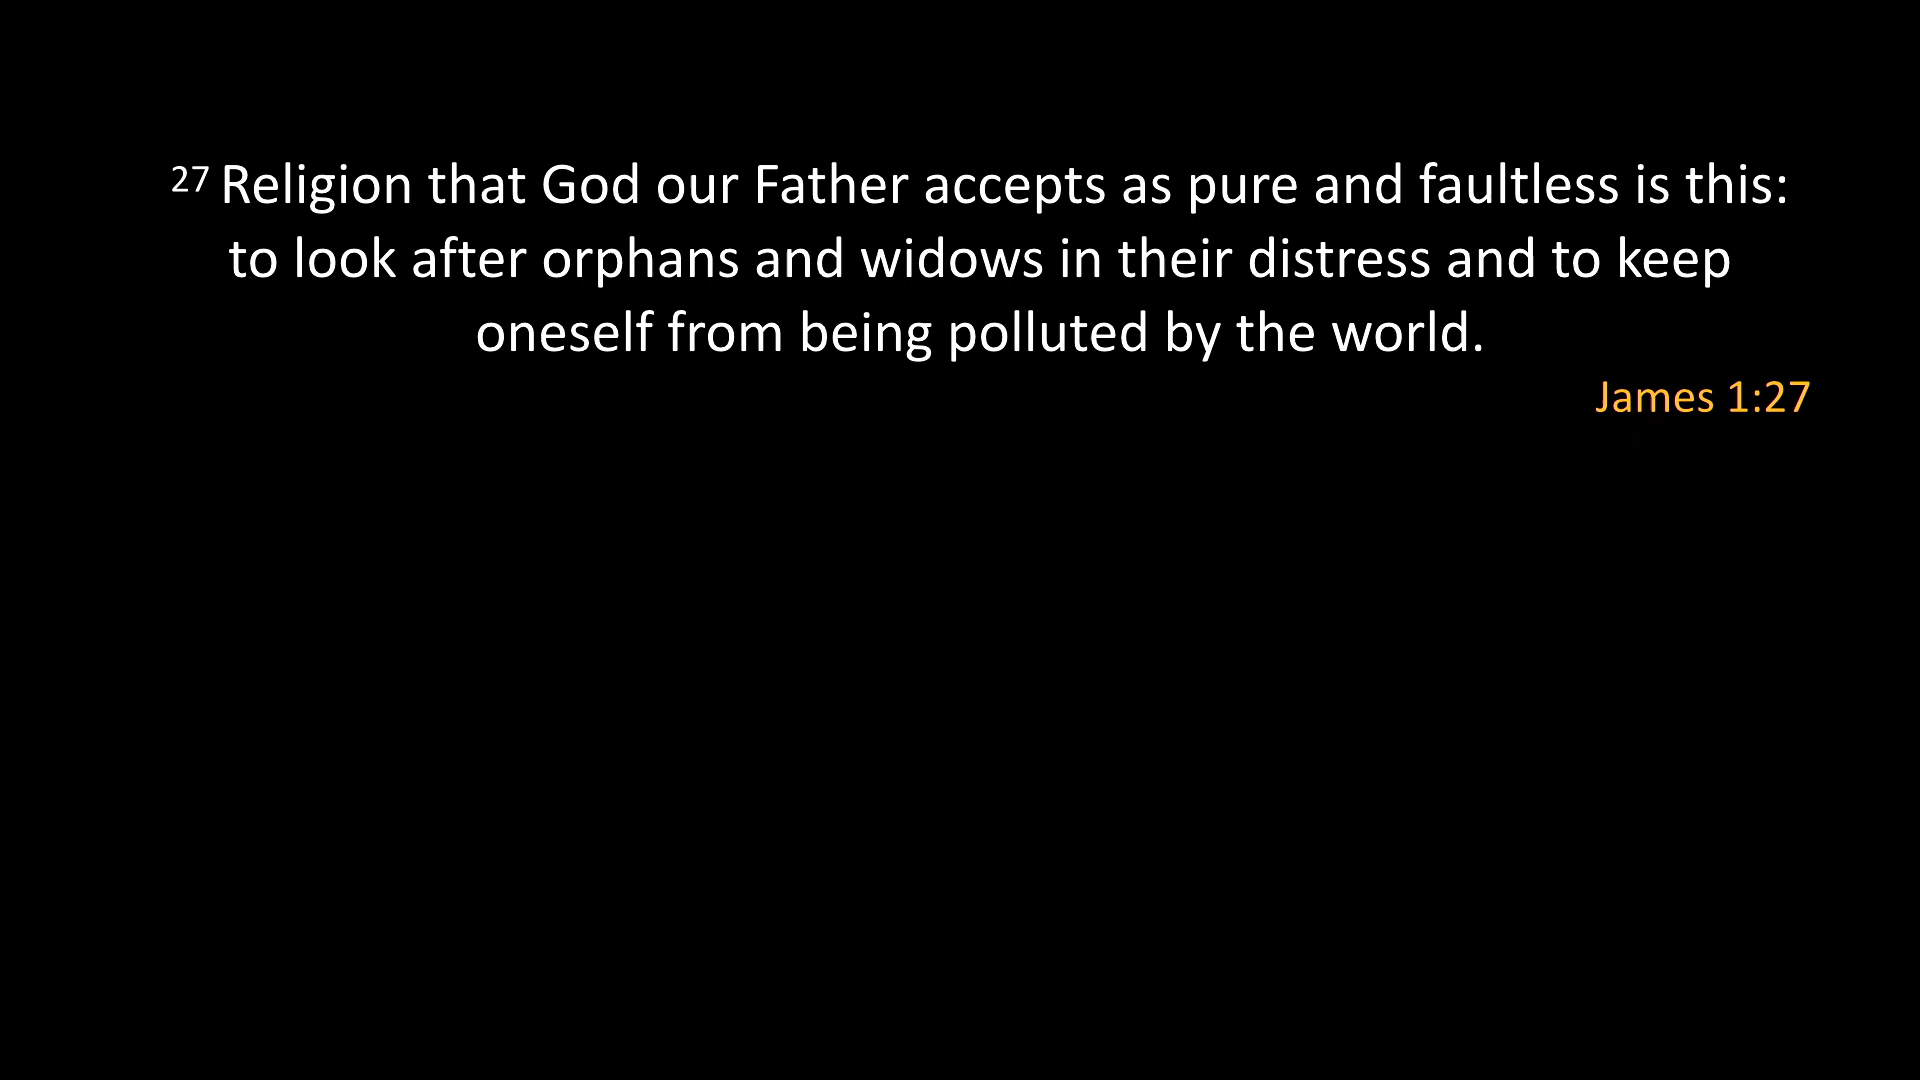 27 Religion that God our Father accepts as pure and faultless is this:
to look after orphans and widows in their distress and to keep
oneself from being polluted by the world.
James 1:27